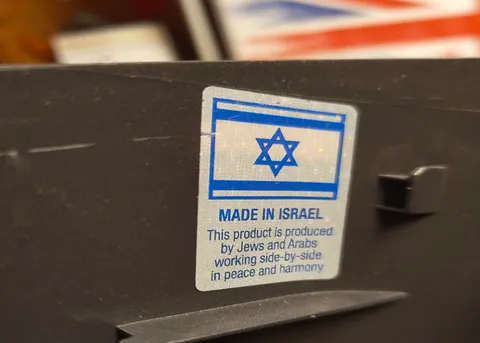 MADE IN ISRAEL
This product is produced
by Jews and Arabs
working side-by-side
in peace and harmony